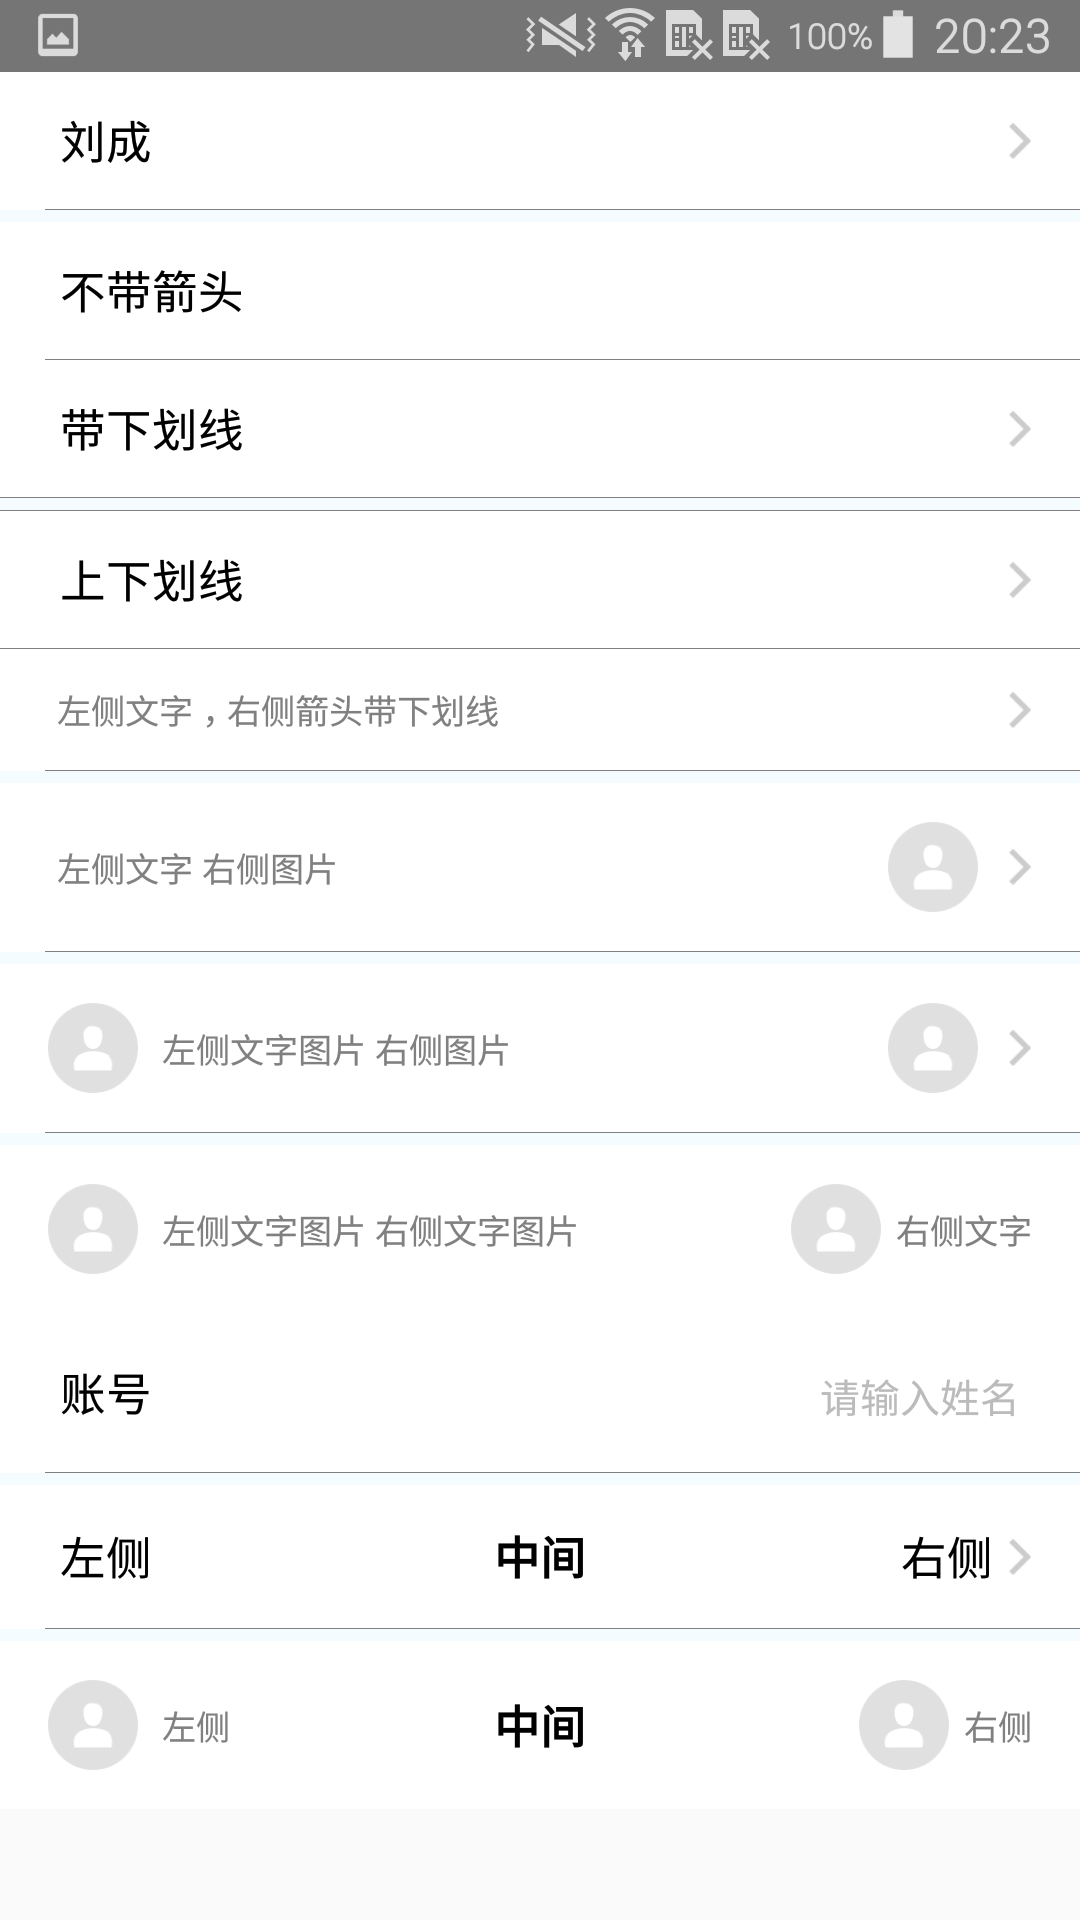 100% 20:23
刘成
不带箭头
带下划线
上下划线
左侧文字，右侧箭头带下划线
左侧文字 右侧图片
左侧文字图片 右侧图片
左侧文字图片 右侧文字图片 右侧文字
账号 请输入姓名
左侧 中间 右侧
左侧 中间 右侧